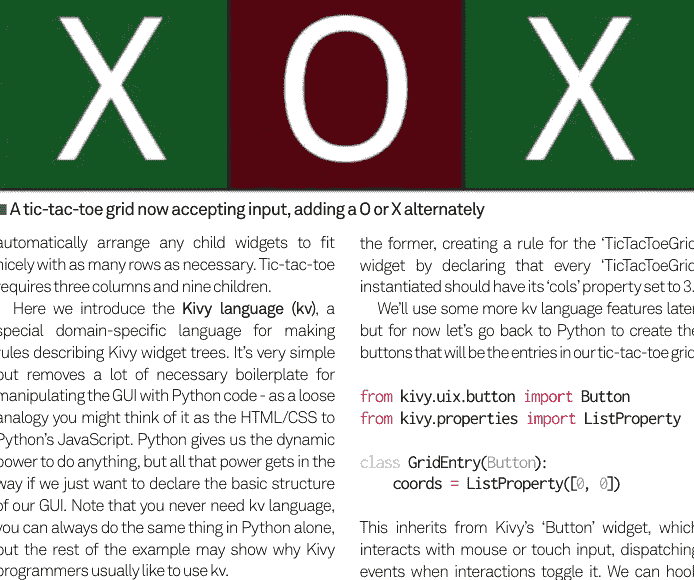 X O X
A tic-tac-toe grid now accepting input, adding a O or X alternately
automatically arrange any child widgets to fit
nicely with as many rows as necessary. Tic-tac-toe
requires three columns and nine children.
Here we introduce the Kivy language (kv), a
special domain-specific language for making
rules describing Kivy widget trees. It's very simple
but removes a lot of necessary boilerplate for
manipulating the GUI with Python code - as a loose
analogy you might think of it as the HTML/CSS to
Python's JavaScript. Python gives us the dynamic
power to do anything, but all that power gets in the
way if we just want to declare the basic structure
of our GUI. Note that you never need kv language,
you can always do the same thing in Python alone,
but the rest of the example may show why Kivy
programmers usually like to use kv.
the former, creating a rule for the ‘TicTacToeGrid
widget by declaring that every ‘TicTacToeGrid
instantiated should have its ‘cols’ property set to 3.
We'll use some more kv language features later
but for now let's go back to Python to create the
buttons that will be the entries in our tic-tac-toe grid
from kivy.uix.button import Button
from kivy.properties import ListProperty
class GridEntry(Button):
coords = ListProperty([0, 0])
This inherits from Kivy's ‘Button’ widget, which
interacts with mouse or touch input, dispatching
events when interactions toggle it. We can hook